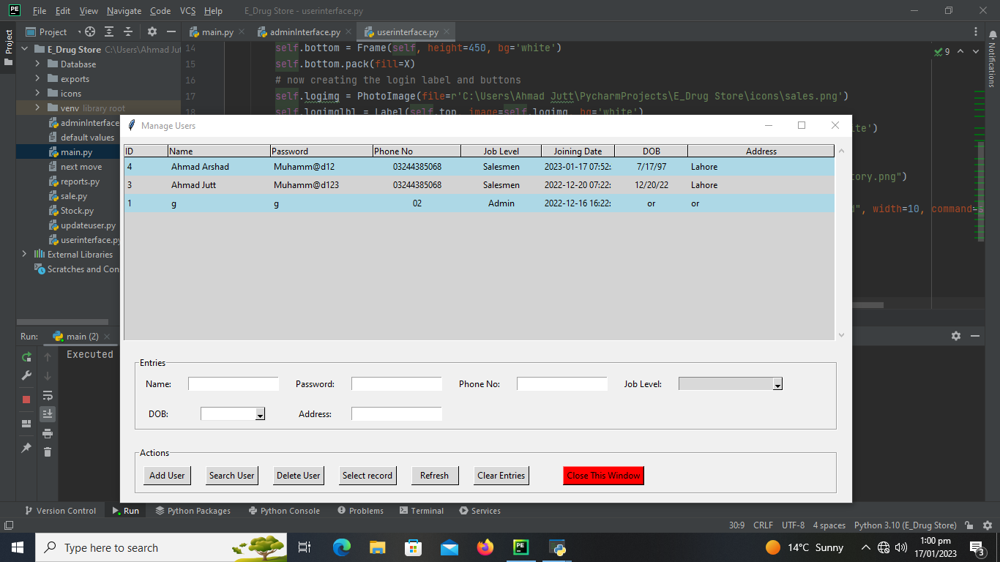 PE File Edit View Navigate Code VCS Help E_Drug Store - userinterface.py
Project main.py adminInterface.py userinterface.py
Project
Notifications
E_Drug Store C:\Users\Ahmad Jutt
Database
exports
icons
venv library root
adminInterface
default values
main.py
next move
reports.py
sale.py
Stock.py
updateuser.py
userinterface.py
External Libraries
Scratches and Con
14 self.bottom = Frame(self, height=450, bg='white')
15 self.bottom.pack(fill=X)
16 # now creating the login label and buttons
17 self.logimg = PhotoImage(file=r'C:\Users\Ahmad Jutt\PycharmProjects\E_Drug Store\icons\sales.png')
18 self.logimglbl = Label(self.top, image=self.logimg, bg='white')
9
ite')
tory.png")
d", width=10, command=s
Manage Users
ID Name Password Phone No Job Level Joining Date DOB Address
4 Ahmad Arshad Muhamm@d12 03244385068 Salesmen 2023-01-17 07:52: 7/17/97 Lahore
3 Ahmad Jutt Muhamm@d123 03244385068 Salesmen 2022-12-20 07:22: 12/20/22 Lahore
1 g g 02 Admin 2022-12-16 16:22: or or
Entries
Name: Password: Phone No: Job Level:
DOB: Address:
Actions
Add User Search User Delete User Select record Refresh Clear Entries Close This Window
Run: main (2)
Executed
Version Control Run Python Packages Python Console Problems Terminal Services
30:9 CRLF UTF-8 4 spaces Python 3.10 (E_Drug Store)
Type here to search
PE
14°C Sunny
1:00 pm
17/01/2023
3